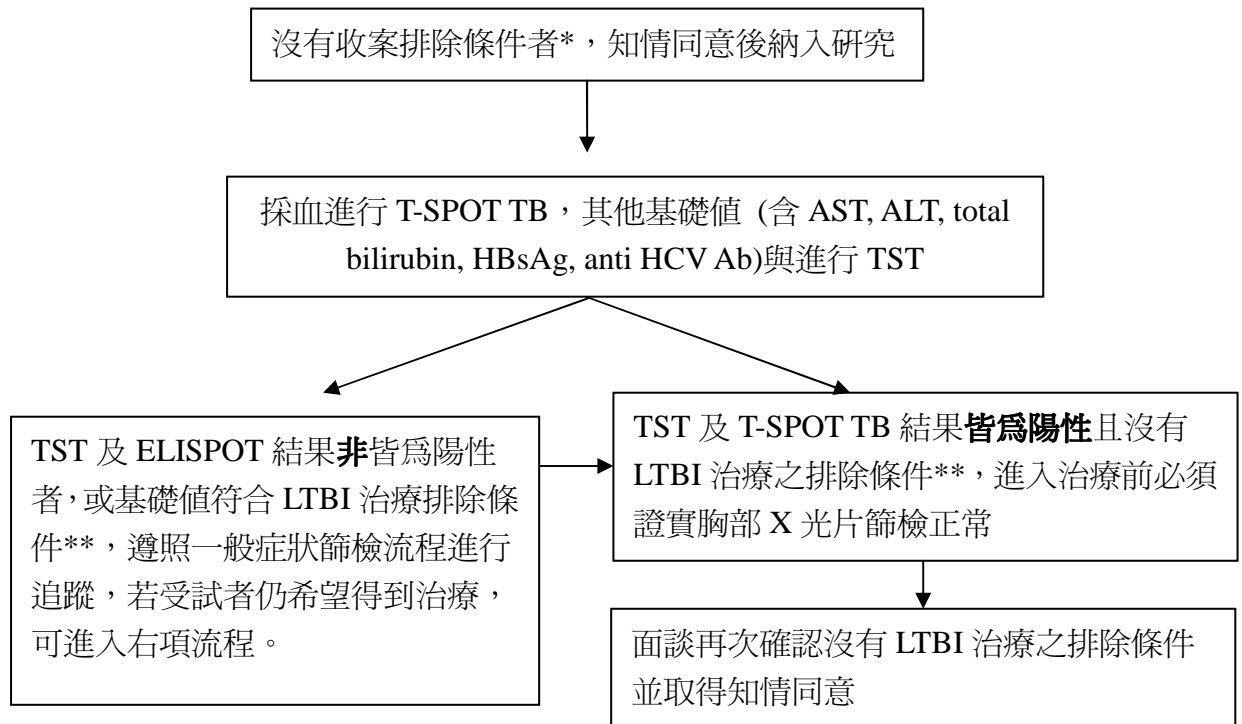 沒有收案排除條件者*，知情同意後納入研究
採血進行 T-SPOT TB，其他基礎值 (含 AST, ALT, total
bilirubin, HBsAg, anti HCV Ab)與進行 TST
TST 及 ELISPOT 結果非皆為陽性
者，或基礎值符合 LTBI 治療排除條
件**，遵照一般症狀篩檢流程進行
追蹤，若受試者仍希望得到治療，
可進入右項流程。
TST 及 T-SPOT TB 結果皆為陽性且沒有
LTBI 治療之排除條件**，進入治療前必須
證實胸部 X 光片篩檢正常
面談再次確認沒有 LTBI 治療之排除條件
並取得知情同意